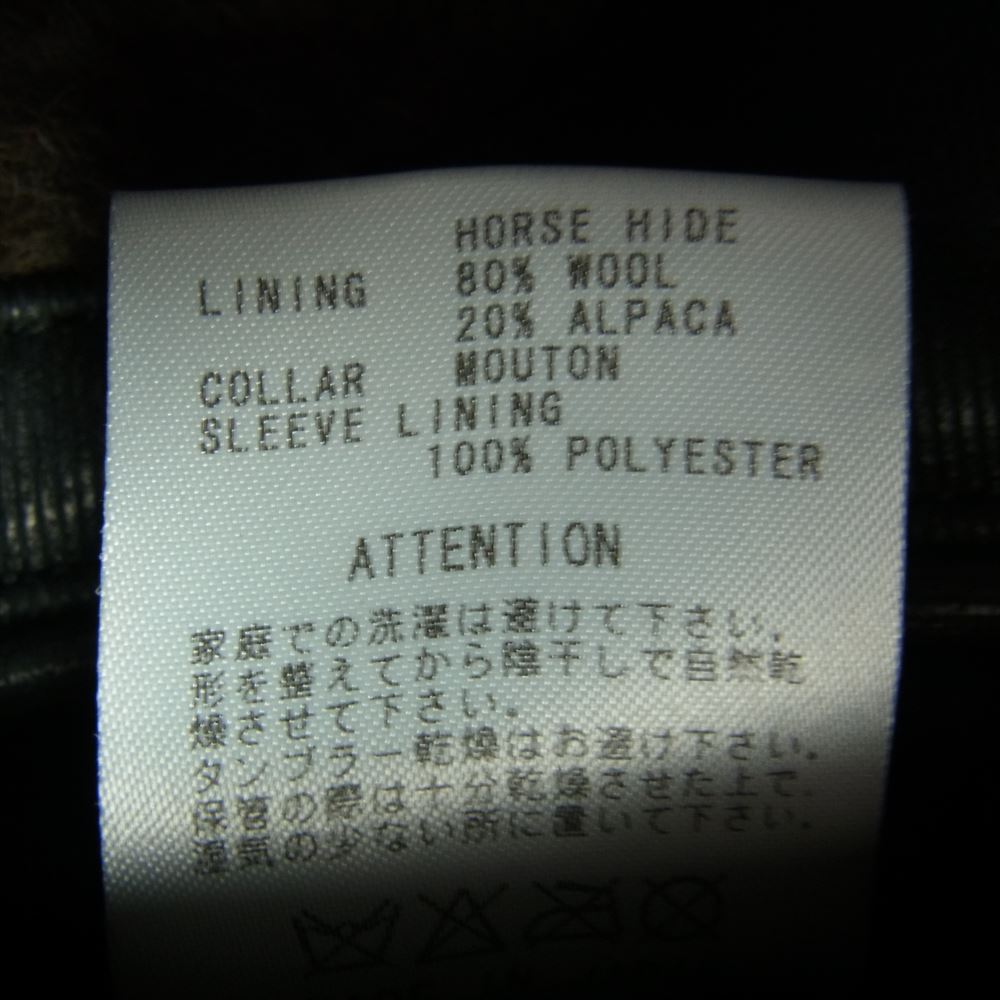 HORSE HIDE
LINING 80% WOOL
20% ALPACA
COLLAR MOUTON
SLEEVE LINING
100% POLYESTER
ATTENTION
家庭での洗濯は避けて下さい.
形を整えてから陰干しで自然乾
燥させて下さい.
タンブラー乾燥はお避け下さい.
保管の際は十分乾燥させた上で.
湿気の少ない所に置いて下さい.